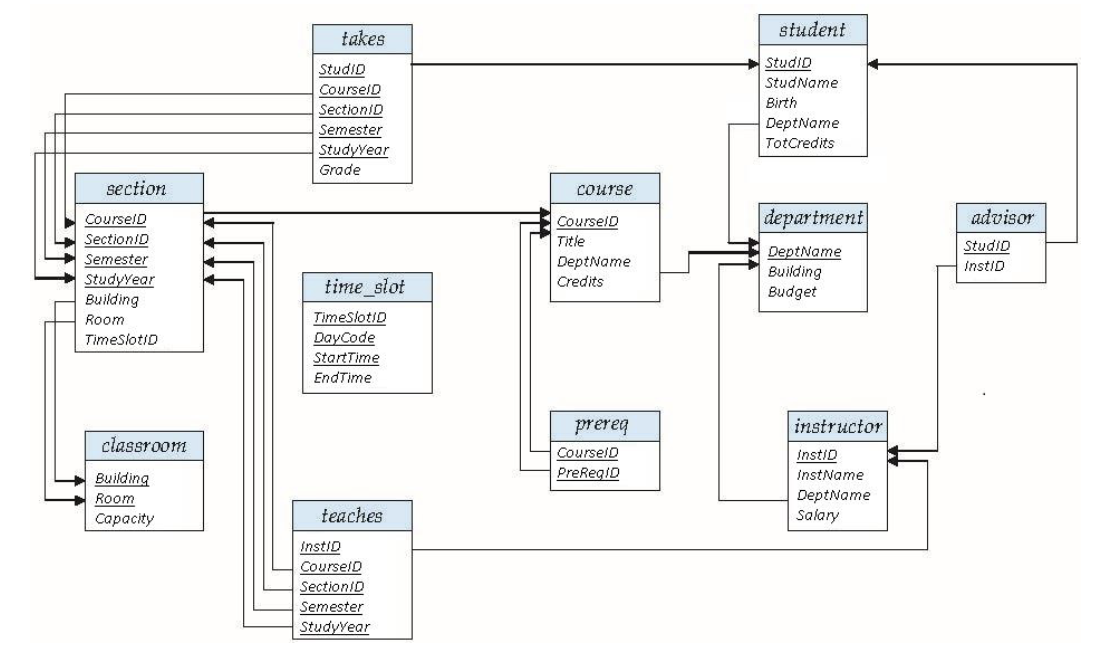 takes
StudID
CourseID
SectionID
Semester
StudyYear
Grade
student
StudID
StudName
Birth
DeptName
TotCredits
section
CourseID
SectionID
Semester
StudyYear
Building
Room
TimeSlotID
course
CourseID
Title
DeptName
Credits
department
DeptName
Building
Budget
advisor
StudID
InstID
time_slot
TimeSlotID
DayCode
StartTime
EndTime
classroom
Building
Room
Capacity
prereq
CourseID
PreReqID
instructor
InstID
InstName
DeptName
Salary
teaches
InstID
CourseID
SectionID
Semester
StudyYear